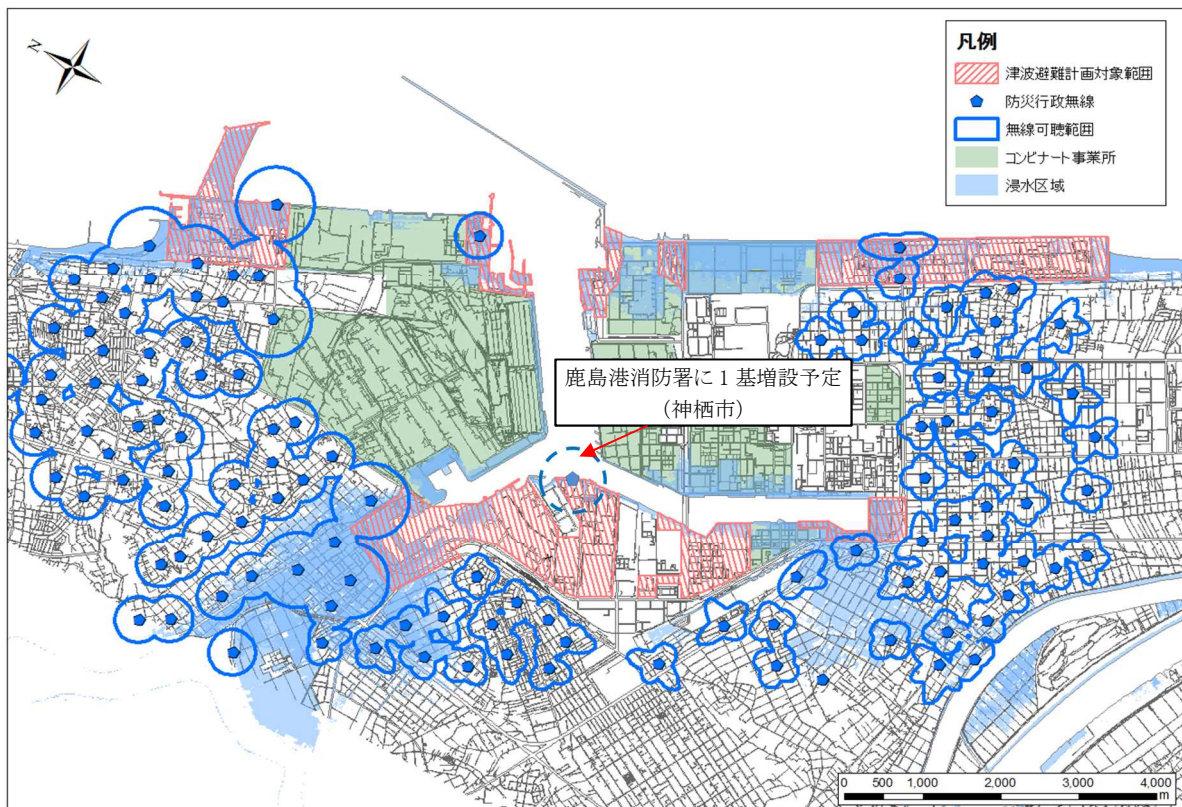 N
凡例
津波避難計画対象範囲
防災行政無線
無線可聴範囲
コンビナート事業所
浸水区域
鹿島港消防署に1基増設予定
(神栖市)
0 500 1,000 2,000 3,000 4,000
m